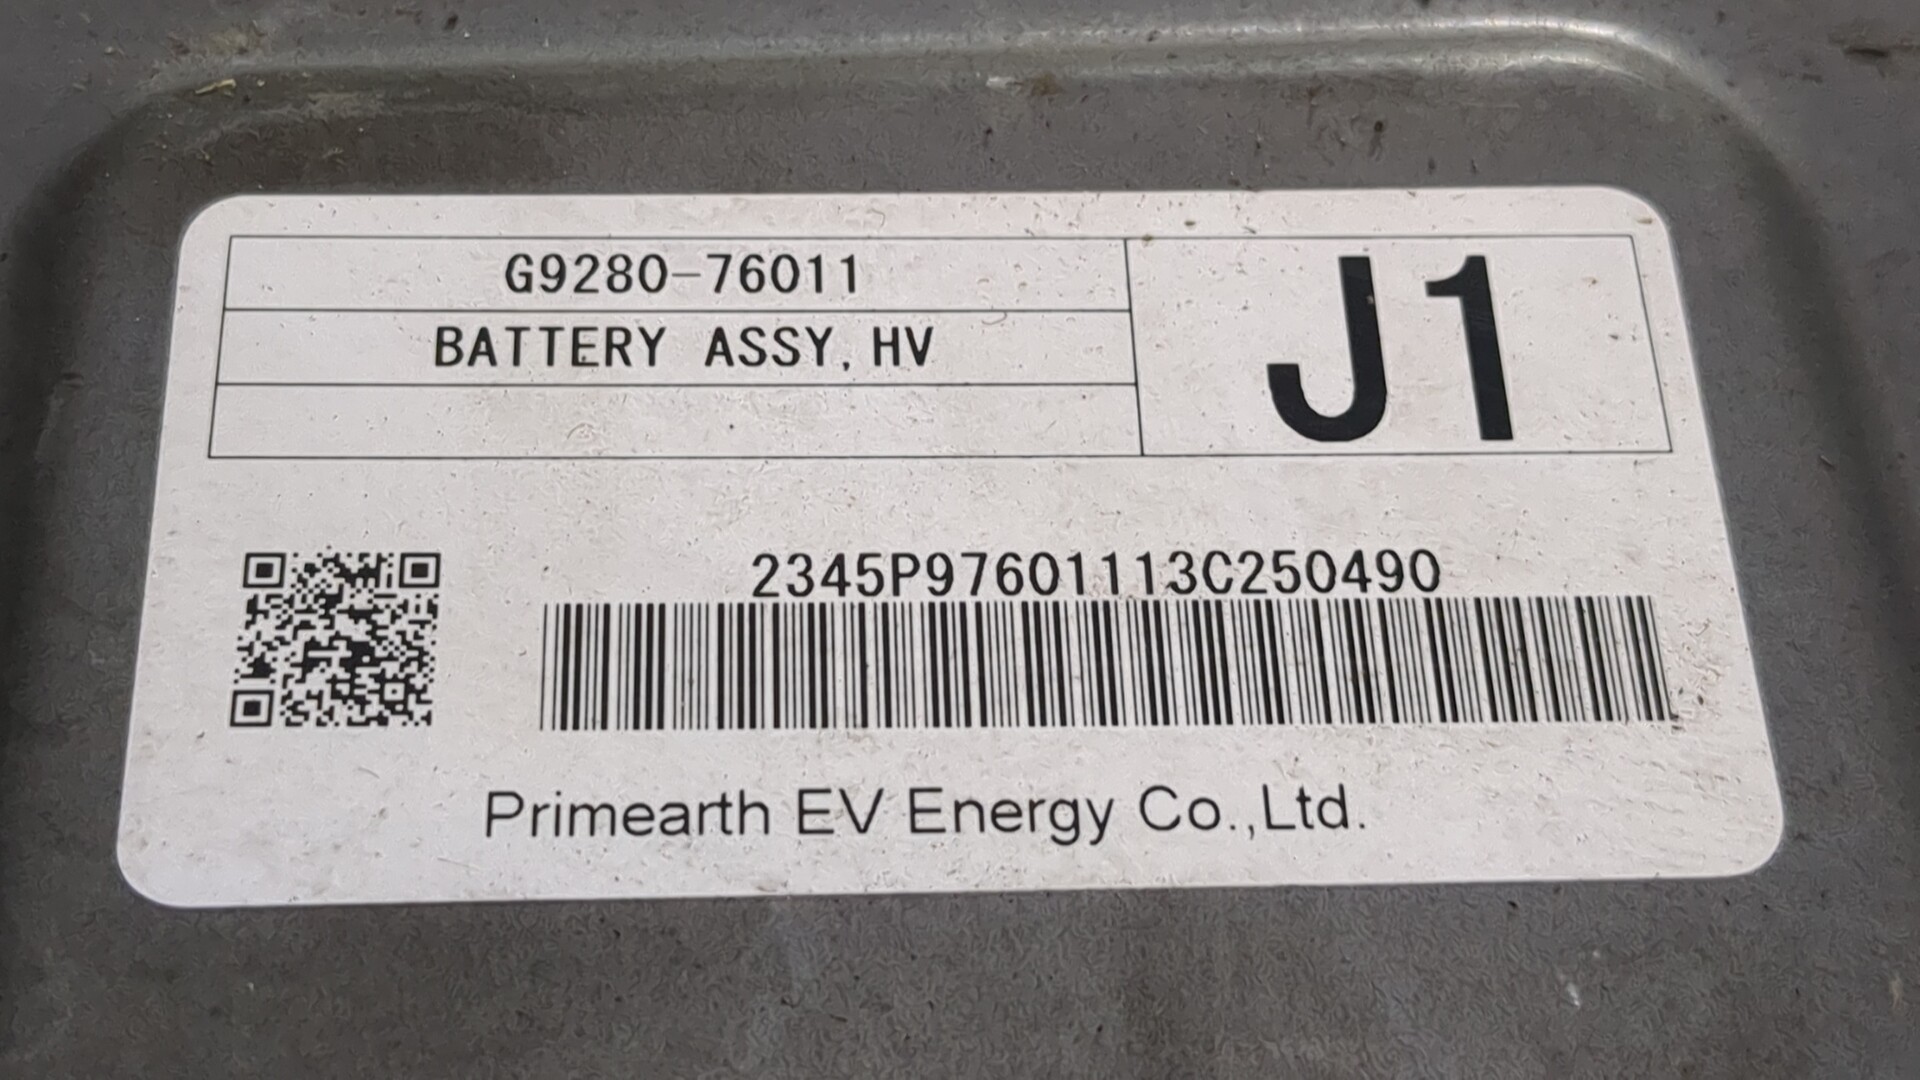 G9280-76011
BATTERY ASSY, HV
J1
2345P97601113C250490
Primearth EV Energy Co.,Ltd.